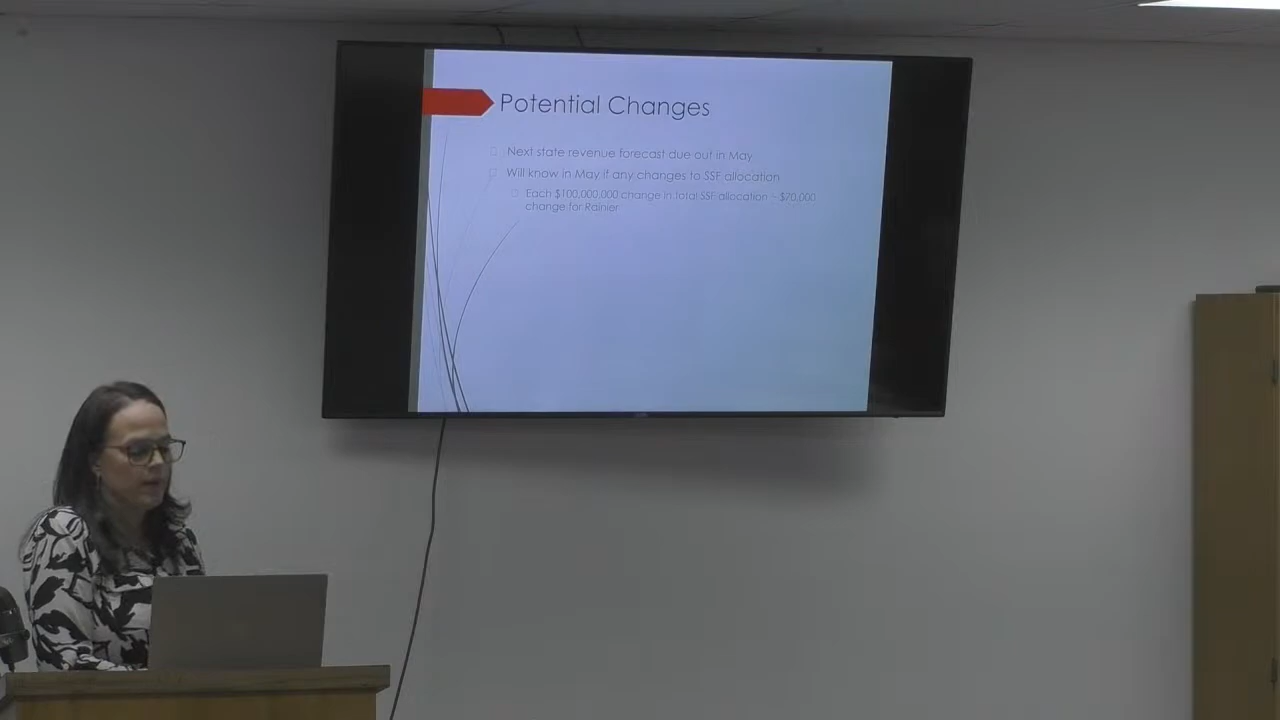 Potential Changes
Next state revenue forecast due out in May
Will know in May if any changes to SSF allocation
Each $100,000,000 change in total SSF allocation ~ $70,000
change for Rainier